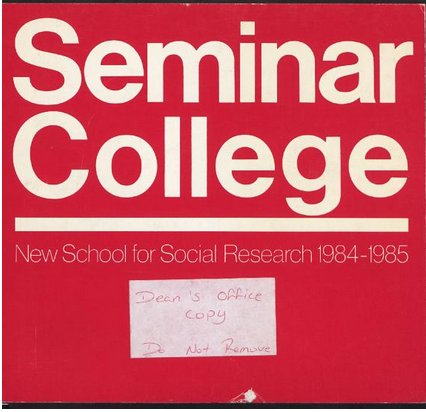 Seminar
College
New School for Social Research 1984-1985
Dean's Office
Copy
Do Not Remove